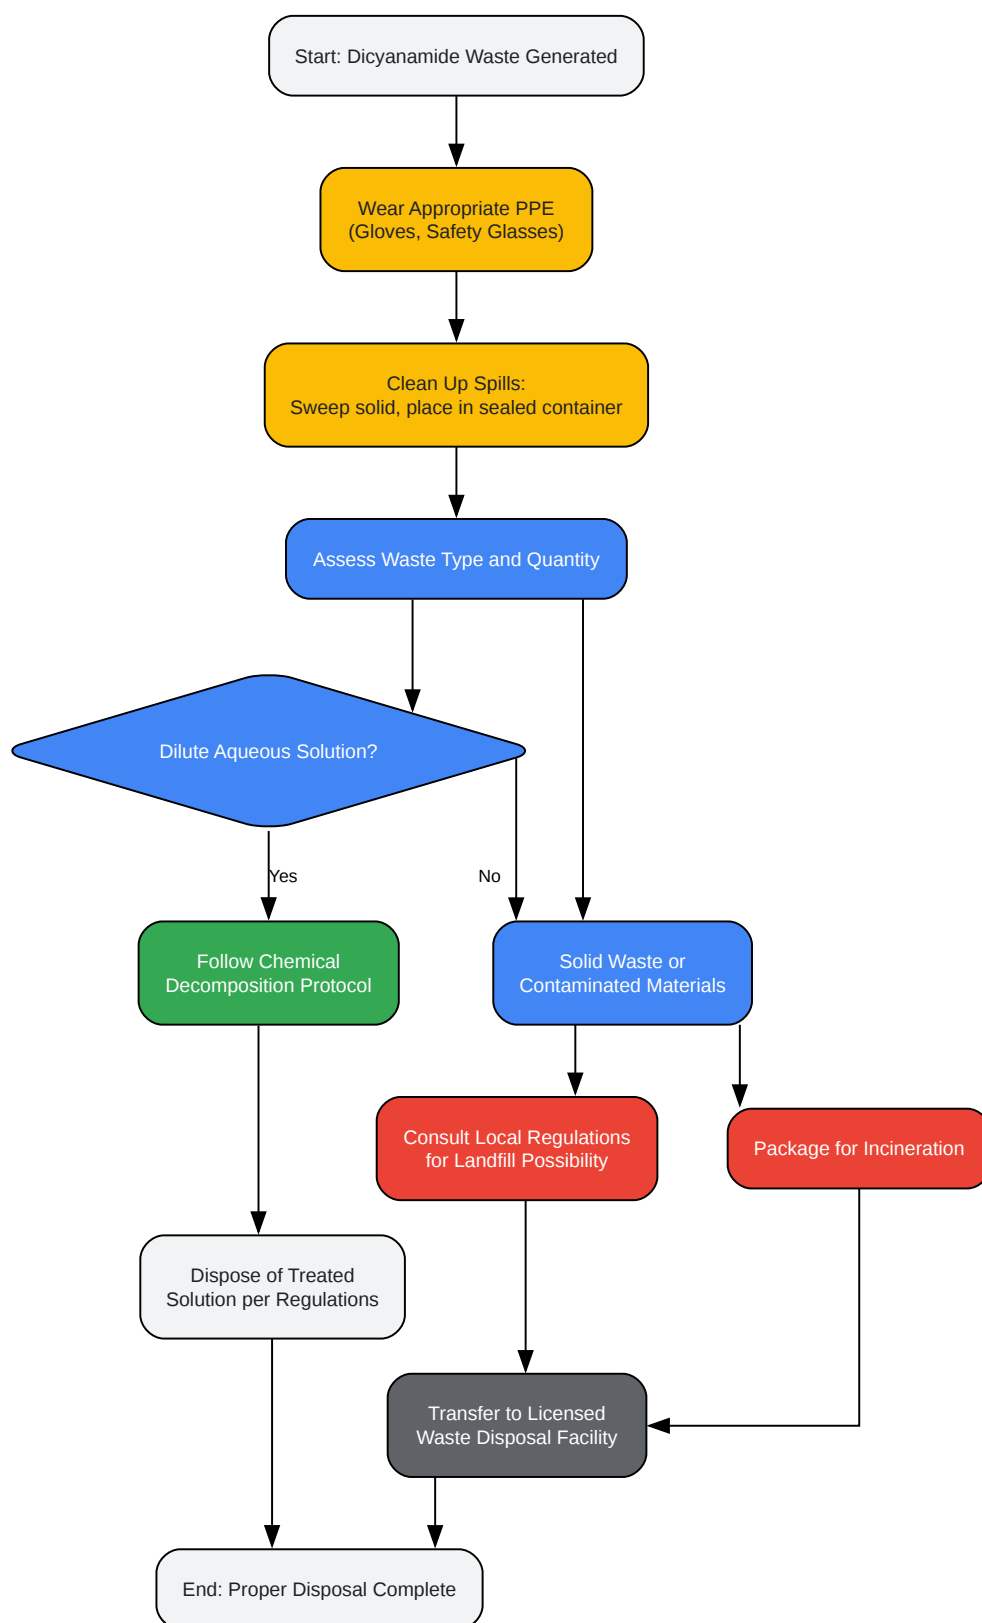 Start: Dicyanamide Waste Generated
Wear Appropriate PPE
(Gloves, Safety Glasses)
Clean Up Spills:
Sweep solid, place in sealed container
Assess Waste Type and Quantity
Dilute Aqueous Solution?
Yes
No
Follow Chemical
Decomposition Protocol
Solid Waste or
Contaminated Materials
Consult Local Regulations
for Landfill Possibility
Package for Incineration
Dispose of Treated
Solution per Regulations
Transfer to Licensed
Waste Disposal Facility
End: Proper Disposal Complete